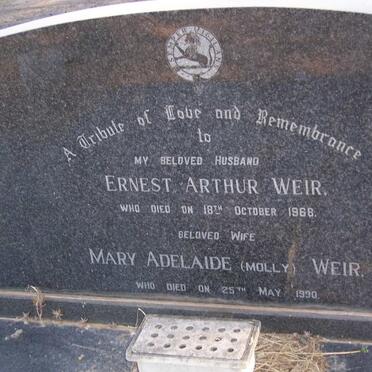 A Tribute of Love and Remembrance
to
MY BELOVED HUSBAND
ERNEST ARTHUR WEIR.
WHO DIED ON 18TH OCTOBER 1968.
BELOVED WIFE
MARY ADELAIDE (MOLLY) WEIR.
WHO DIED ON 25TH MAY 1990.